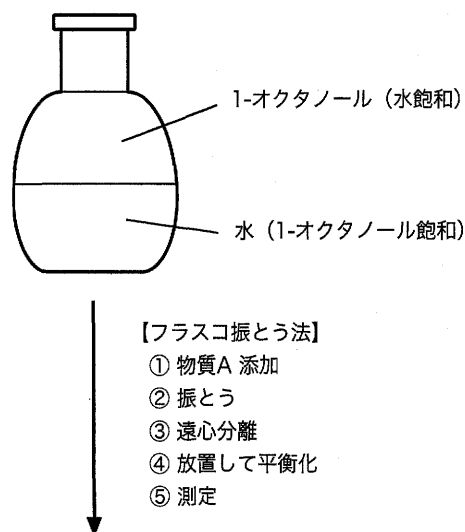 1-オクタノール（水飽和）
水（1-オクタノール飽和）
【フラスコ振とう法】
① 物質A 添加
② 振とう
③ 遠心分離
④ 放置して平衡化
⑤ 測定